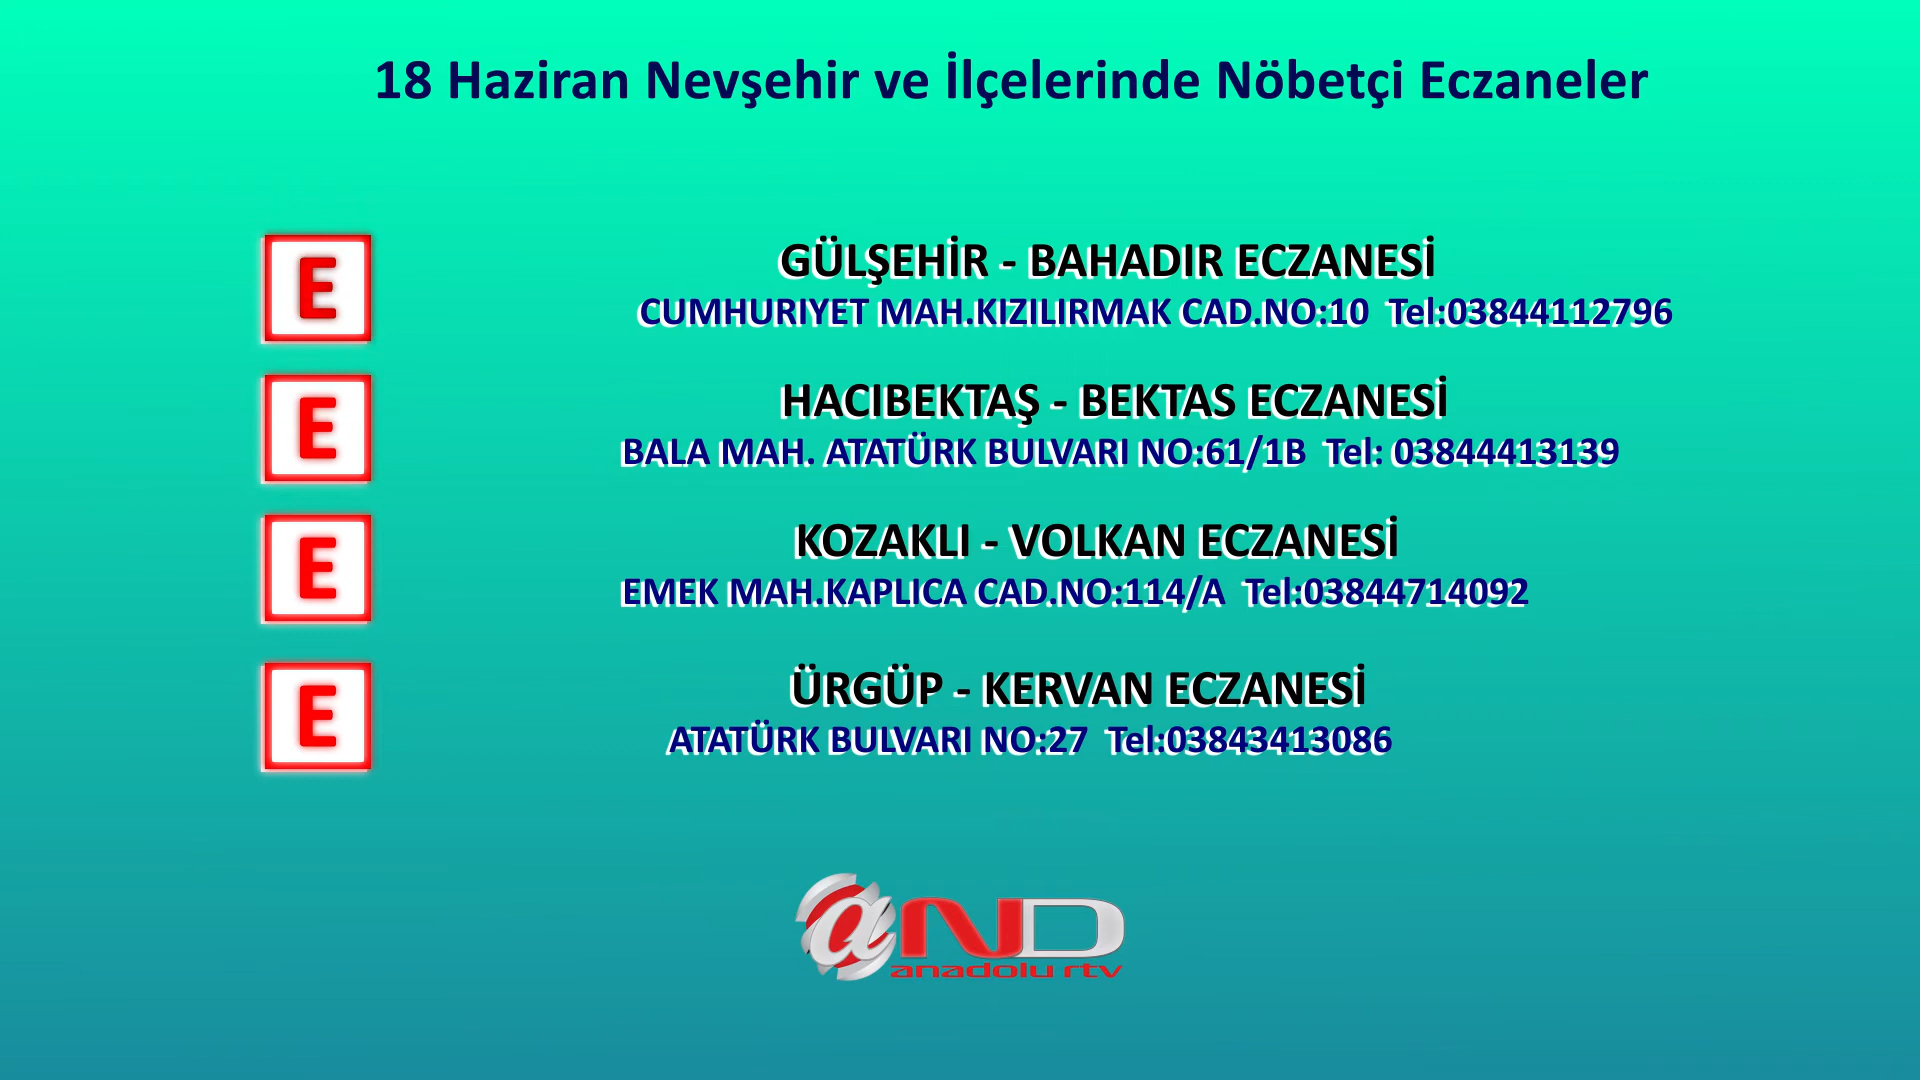 18 Haziran Nevşehir ve İlçelerinde Nöbetçi Eczaneler
E
GÜLŞEHİR - BAHADIR ECZANESİ
CUMHURIYET MAH.KIZILIRMAK CAD.NO:10 Tel:03844112796
E
HACIBEKTAŞ - BEKTAS ECZANESİ
BALA MAH. ATATÜRK BULVARI NO:61/1B Tel: 03844413139
E
KOZAKLI - VOLKAN ECZANESİ
EMEK MAH.KAPLICA CAD.NO:114/A Tel:03844714092
E
ÜRGÜP - KERVAN ECZANESİ
ATATÜRK BULVARI NO:27 Tel:03843413086
aND
anadolu rtv